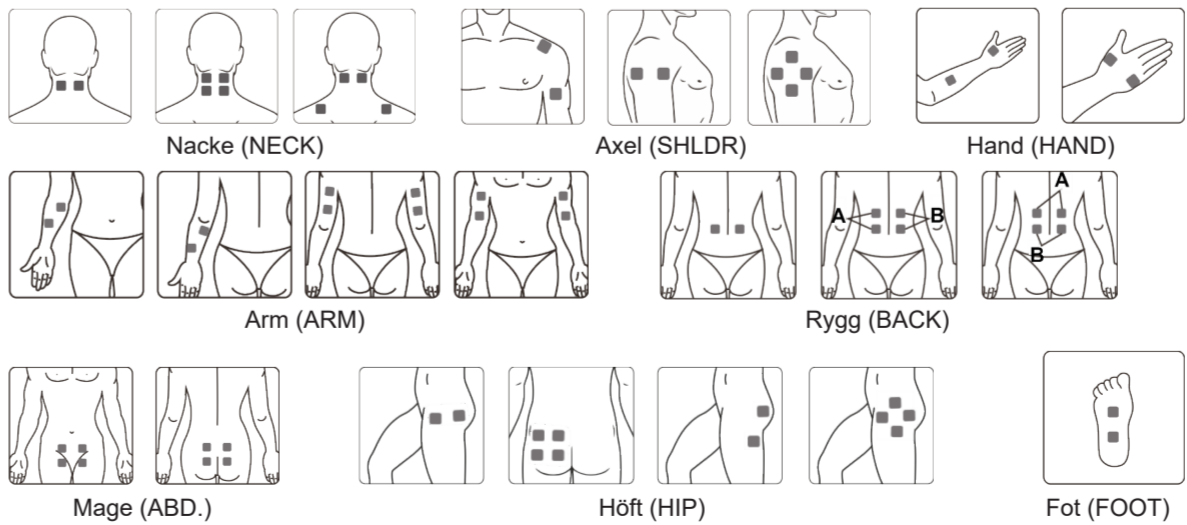 Nacke (NECK)
Axel (SHLDR)
Hand (HAND)
A
A
B
B
Arm (ARM)
Rygg (BACK)
Mage (ABD.)
Höft (HIP)
Fot (FOOT)